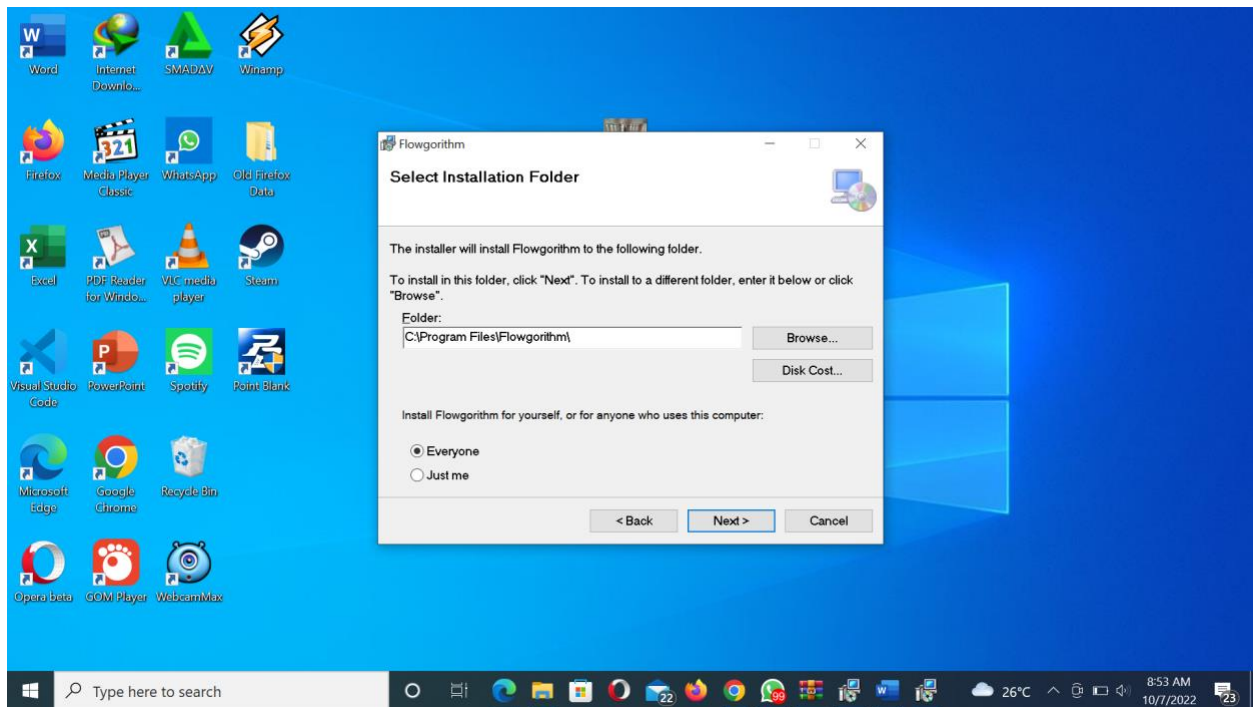 Word
Internet
Downlo...
SMADΔV
Winamp
Firefox
321
Media Player
Classic
WhatsApp
Old Firefox
Data
Excel
PDF Reader
for Windo...
VLC media
player
Steam
Visual Studio
Code
PowerPoint
Spotify
Point Blank
Microsoft
Edge
Google
Chrome
Recycle Bin
Opera beta
GOM Player
WebcamMax
Flowgorithm
Select Installation Folder
The installer will install Flowgorithm to the following folder.
To install in this folder, click "Next". To install to a different folder, enter it below or click
"Browse".
Folder:
C:\Program Files\Flowgorithm\
Browse...
Disk Cost...
Install Flowgorithm for yourself, or for anyone who uses this computer:
Everyone
Just me
< Back
Next >
Cancel
Type here to search
22
99
26°C
8:53 AM
10/7/2022
23